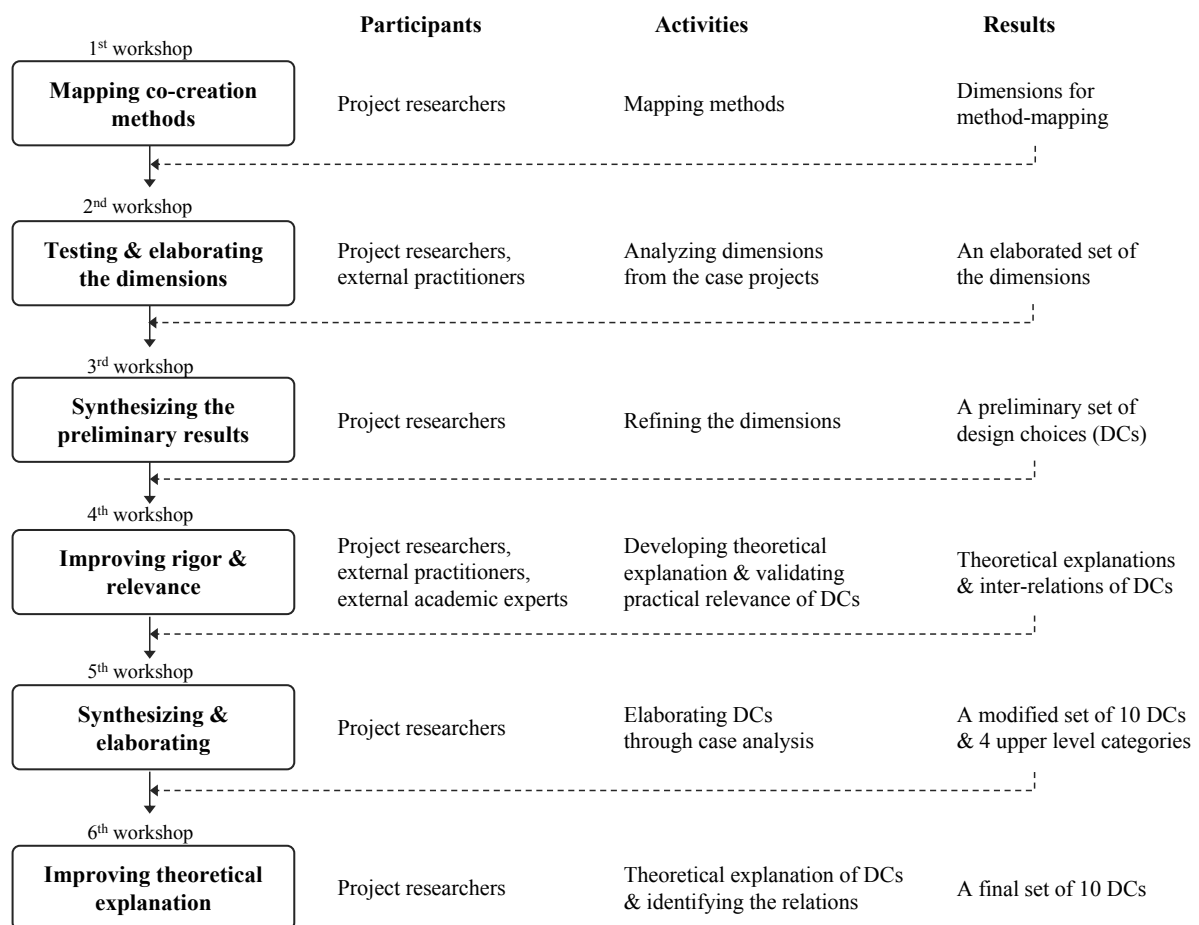 Participants Activities Results
1st workshop
Mapping co-creation
methods
Project researchers
Mapping methods
Dimensions for
method-mapping
2nd workshop
Testing & elaborating
the dimensions
Project researchers,
external practitioners
Analyzing dimensions
from the case projects
An elaborated set of
the dimensions
3rd workshop
Synthesizing the
preliminary results
Project researchers
Refining the dimensions
A preliminary set of
design choices (DCs)
4th workshop
Improving rigor &
relevance
Project researchers,
external practitioners,
external academic experts
Developing theoretical
explanation & validating
practical relevance of DCs
Theoretical explanations
& inter-relations of DCs
5th workshop
Synthesizing &
elaborating
Project researchers
Elaborating DCs
through case analysis
A modified set of 10 DCs
& 4 upper level categories
6th workshop
Improving theoretical
explanation
Project researchers
Theoretical explanation of DCs
& identifying the relations
A final set of 10 DCs